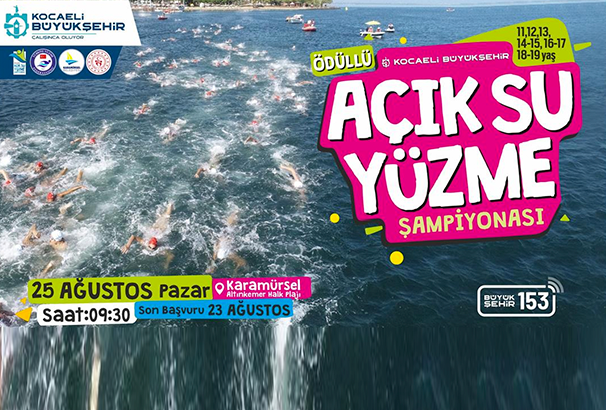 KOCAELİ
BÜYÜKŞEHİR
ÇALIŞINCA OLUYOR
ÖDÜLLÜ
KOCAELİ BÜYÜKŞEHİR
11,12,13,
14-15,16-17
18-19 yaş
AÇIK SU
YÜZME
ŞAMPİYONASI
25 AĞUSTOS Pazar
Karamürsel
Altınkemer Halk Plajı
Saat:09:30
Son Başvuru 23 AĞUSTOS
BÜYÜK
ŞEHİR
153